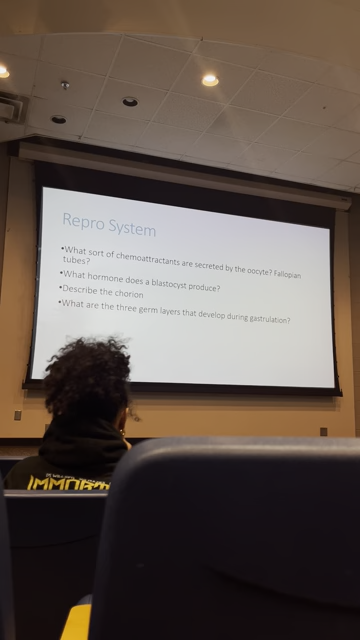 Repro System
•What sort of chemoattractants are secreted by the oocyte? Fallopian
tubes?
•What hormone does a blastocyst produce?
•Describe the chorion
•What are the three germ layers that develop during gastrulation?